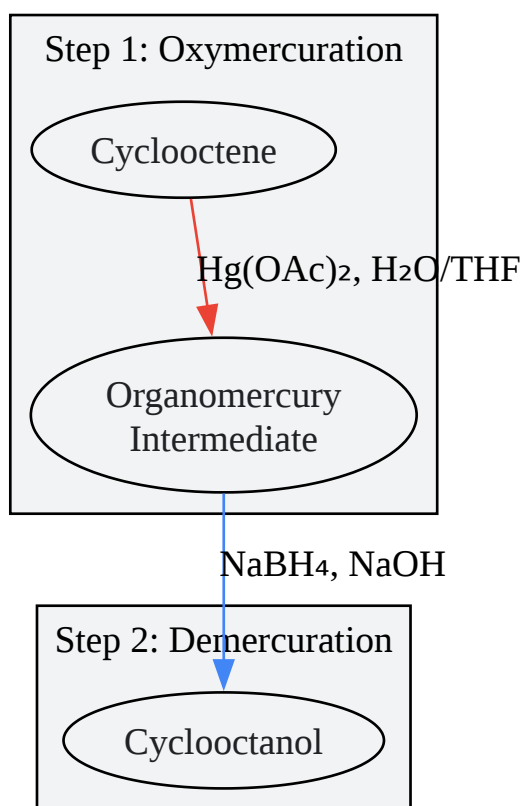 Step 1: Oxymercuration
Cyclooctene
Hg(OAc)₂, H₂O/THF
Organomercury
Intermediate
NaBH₄, NaOH
Step 2: Demercuration
Cyclooctanol